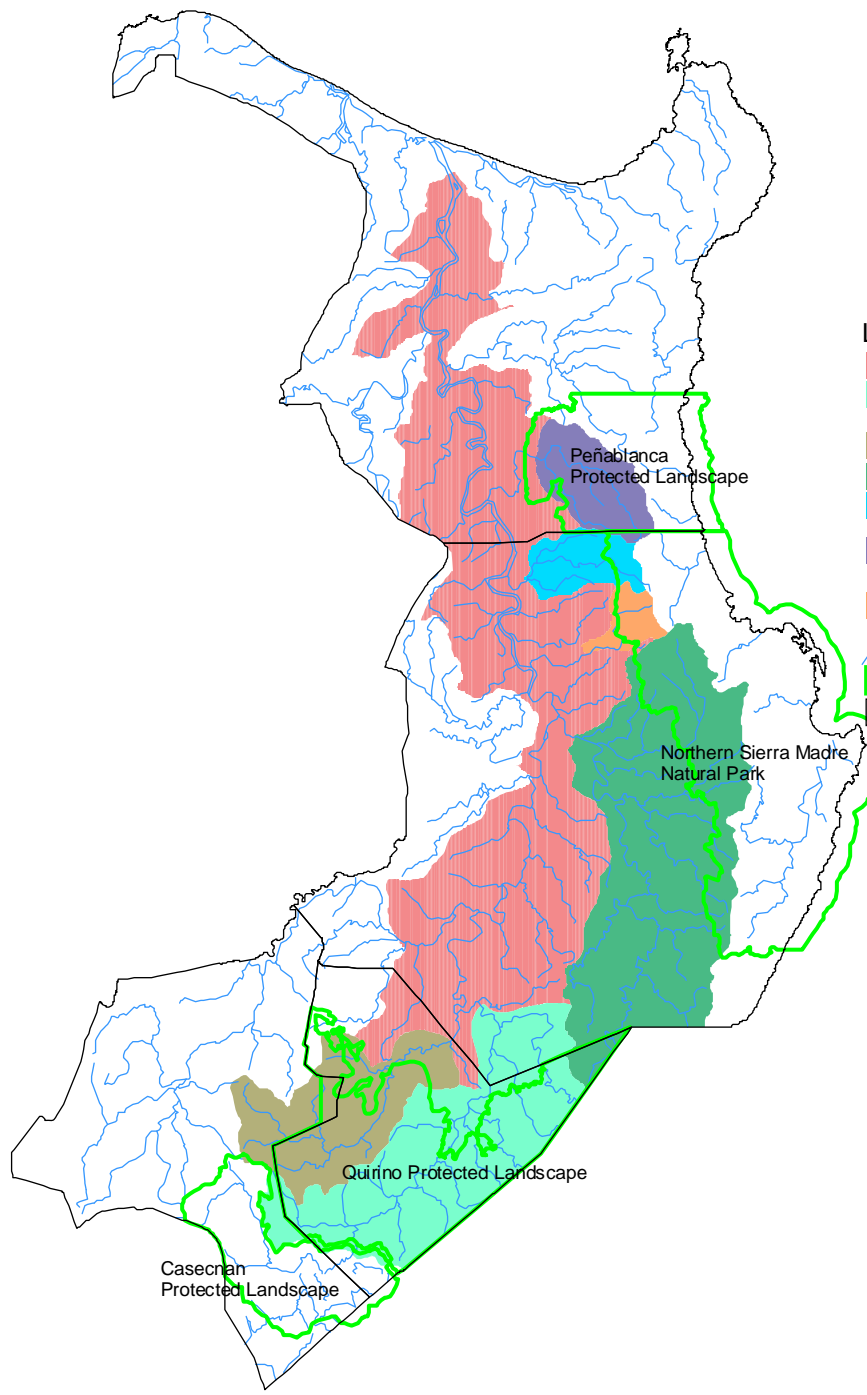 L
Peñablanca
Protected Landscape
Northern Sierra Madre
Natural Park
Quirino Protected Landscape
Casecnan
Protected Landscape